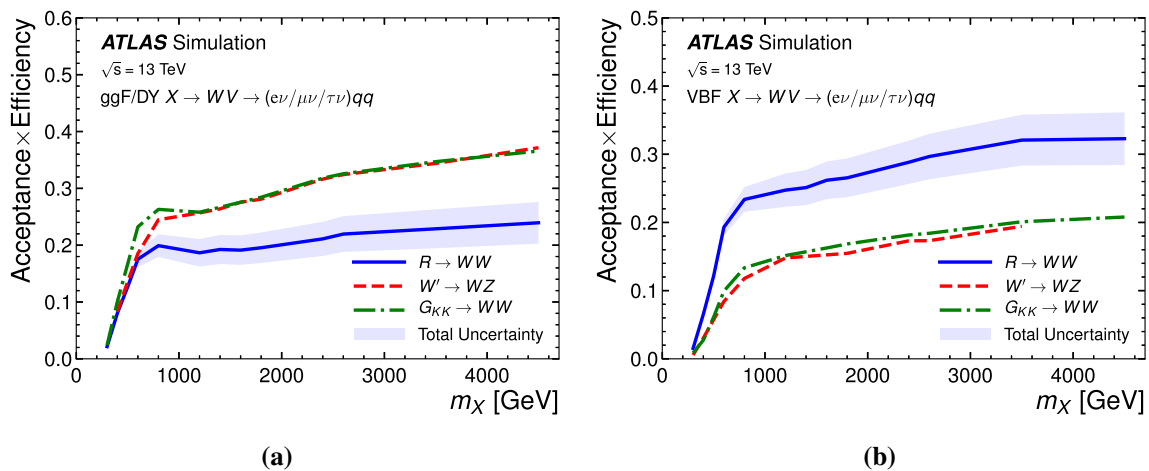 0.6
0.5
0.4
0.3
0.2
0.1
0.0
Acceptance×Efficiency
ATLAS Simulation
√s = 13 TeV
ggF/DY X → WV → (eν/μν/τν)qq
R → WW
W′ → WZ
G_KK → WW
Total Uncertainty
0 1000 2000 3000 4000
m_X [GeV]
(a)
0.5
0.4
0.3
0.2
0.1
0.0
Acceptance×Efficiency
ATLAS Simulation
√s = 13 TeV
VBF X → WV → (eν/μν/τν)qq
R → WW
W′ → WZ
G_KK → WW
Total Uncertainty
0 1000 2000 3000 4000
m_X [GeV]
(b)